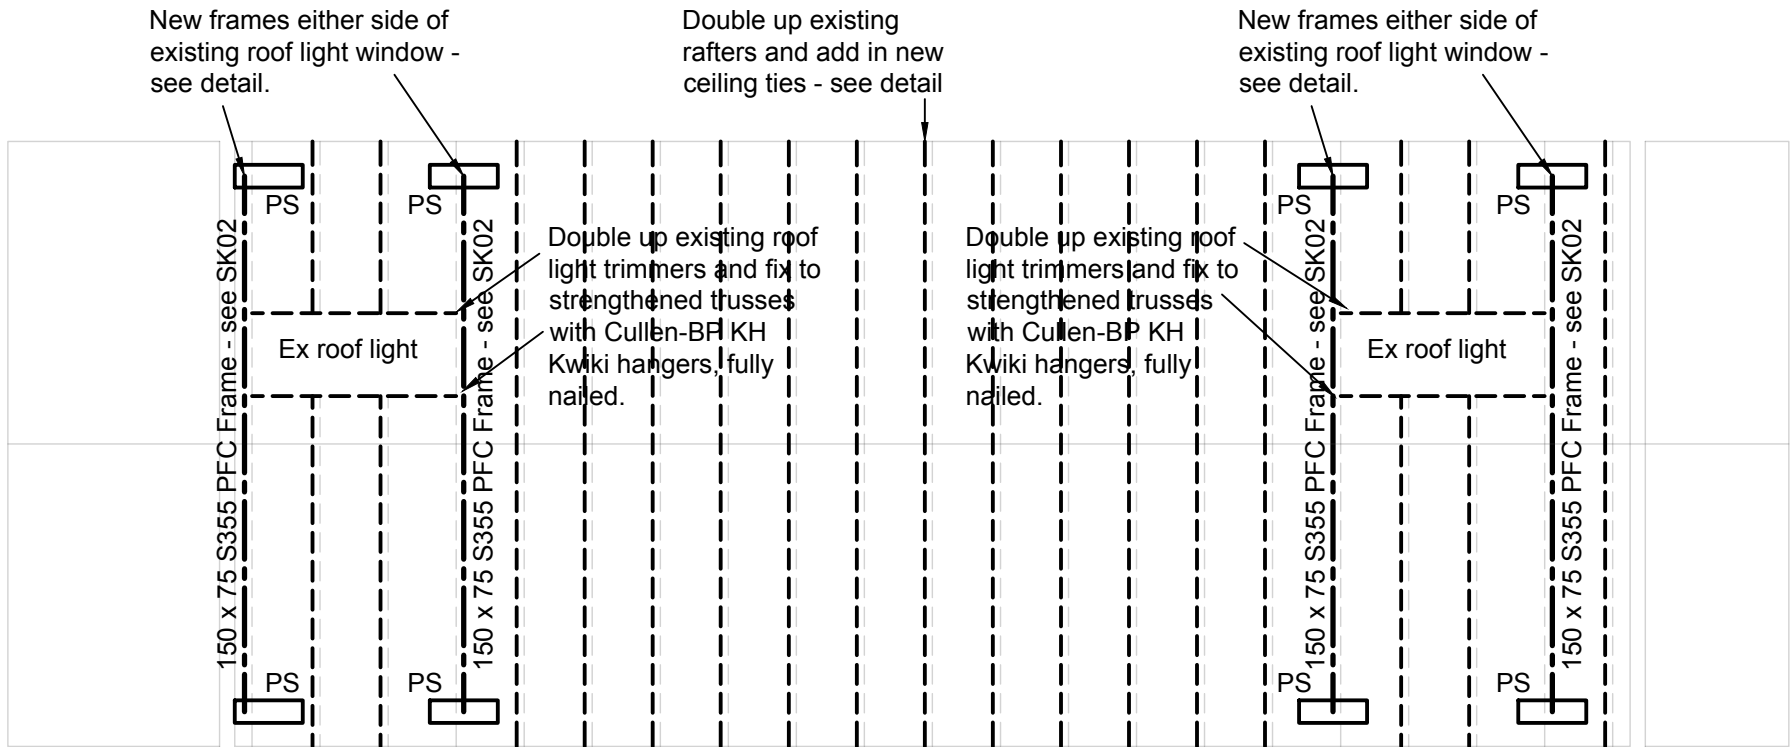 New frames either side of
existing roof light window -
see detail.
Double up existing
rafters and add in new
ceiling ties - see detail
New frames either side of
existing roof light window -
see detail.
PS
PS
PS
PS
150 x 75 S355 PFC Frame - see SK02
150 x 75 S355 PFC Frame - see SK02
Double up existing roof
light trimmers and fix to
strengthened trusses
with Cullen-BP KH
Kwiki hangers, fully
nailed.
Double up existing roof
light trimmers and fix to
strengthened trusses
with Cullen-BP KH
Kwiki hangers, fully
nailed.
150 x 75 S355 PFC Frame - see SK02
150 x 75 S355 PFC Frame - see SK02
Ex roof light
Ex roof light
PS
PS
PS
PS